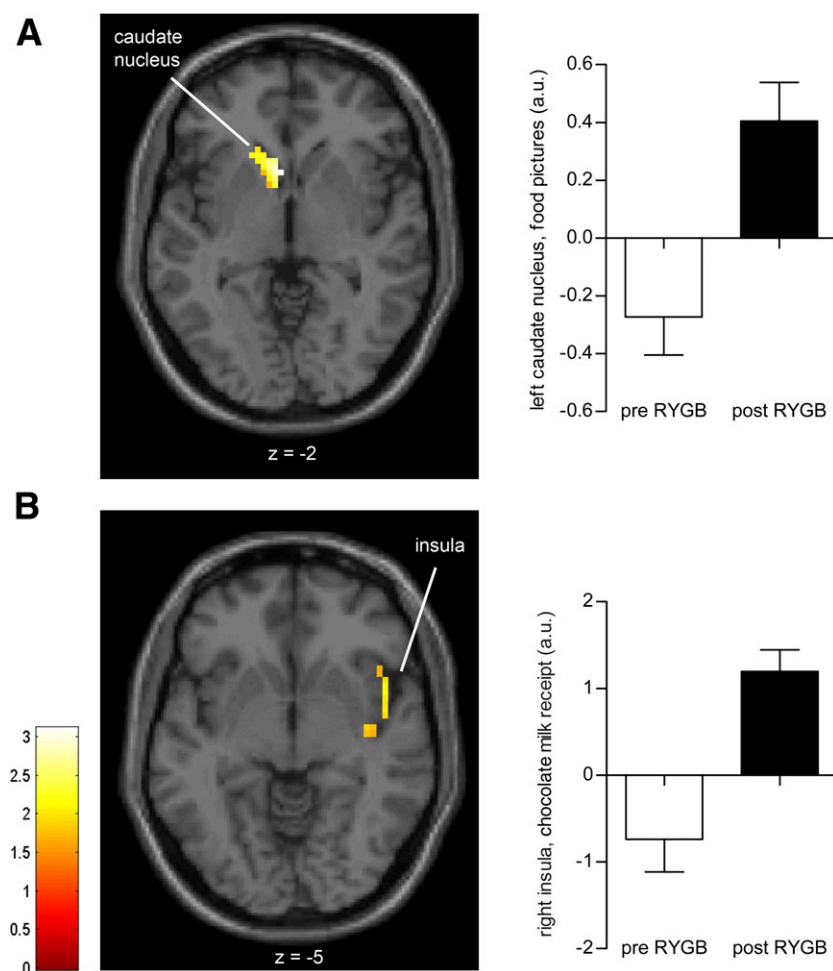 A
caudate
nucleus
z = -2
left caudate nucleus, food pictures (a.u.)
0.6
0.4
0.2
0.0
-0.2
-0.4
-0.6
pre RYGB
post RYGB
B
insula
3
2.5
2
1.5
1
0.5
0
z = -5
right insula, chocolate milk receipt (a.u.)
2
1
0
-1
-2
pre RYGB
post RYGB